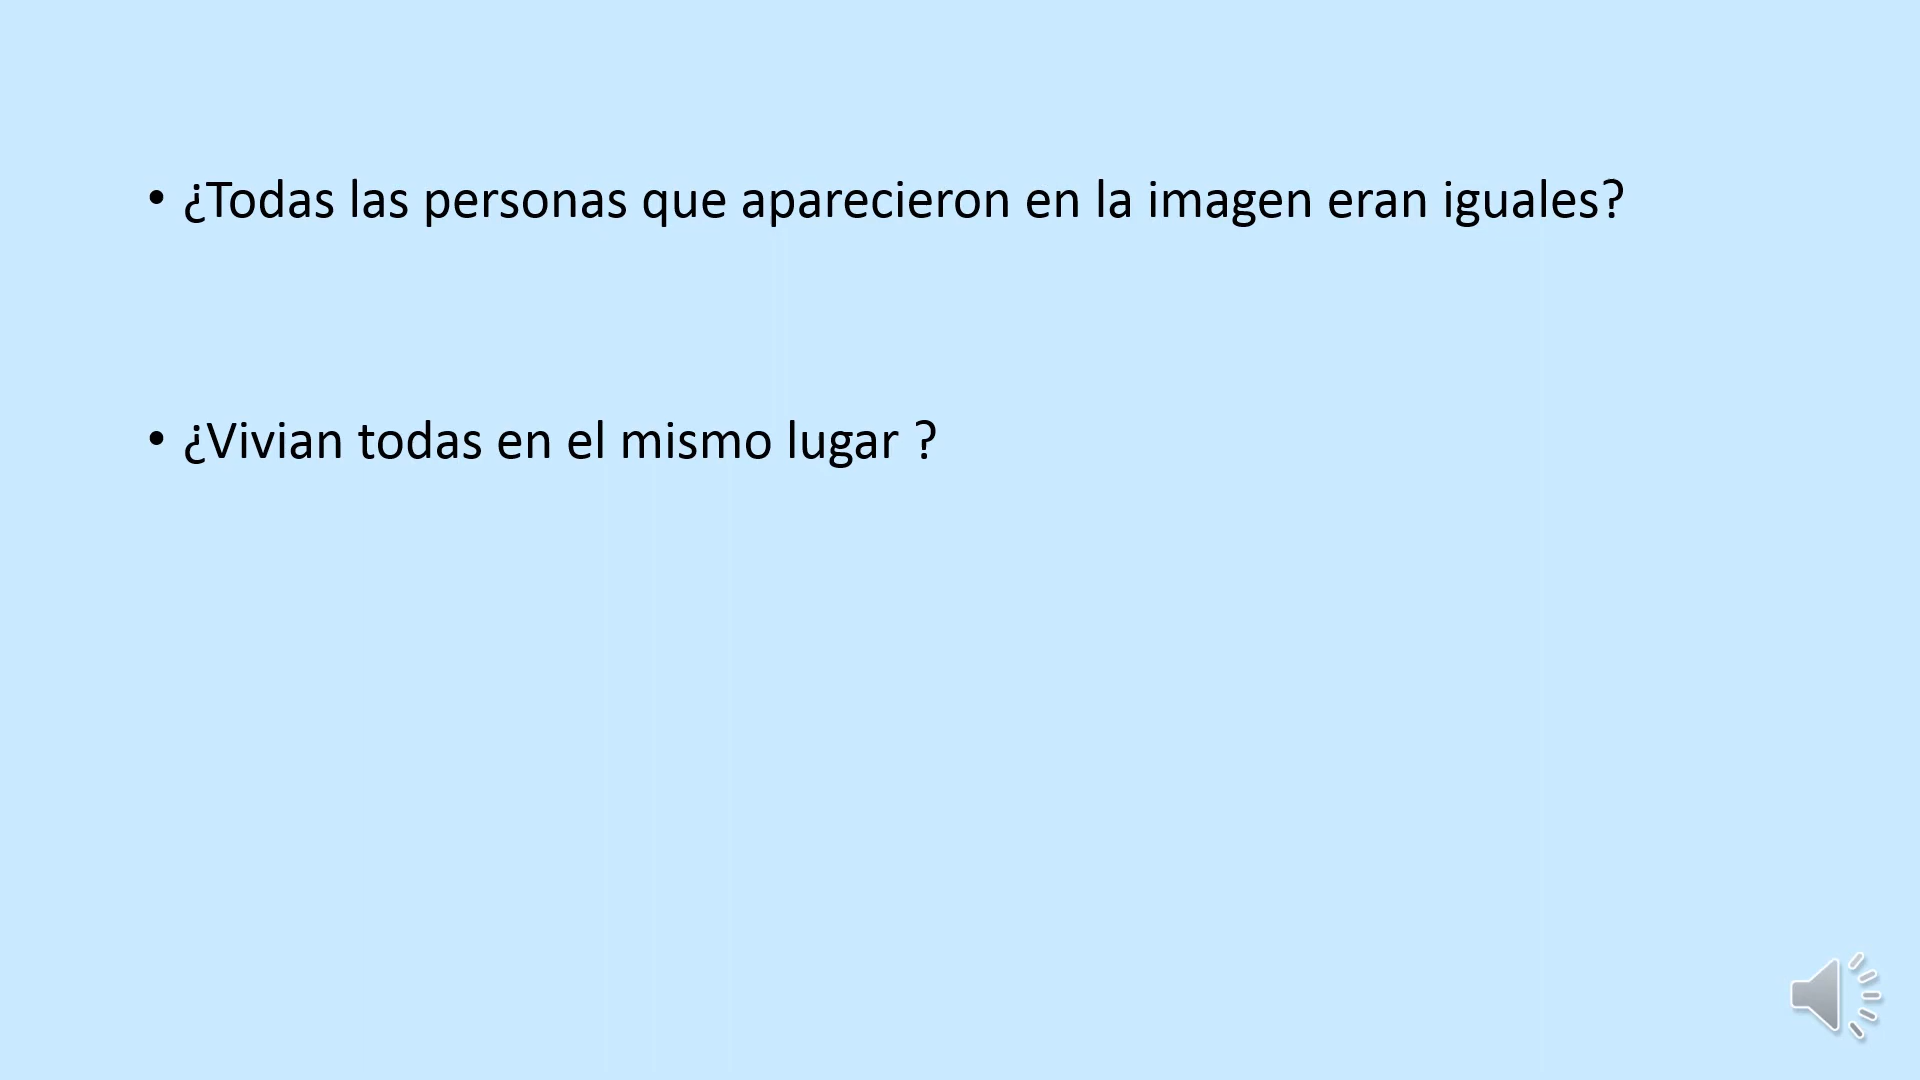 • ¿Todas las personas que aparecieron en la imagen eran iguales?
• ¿Vivian todas en el mismo lugar ?